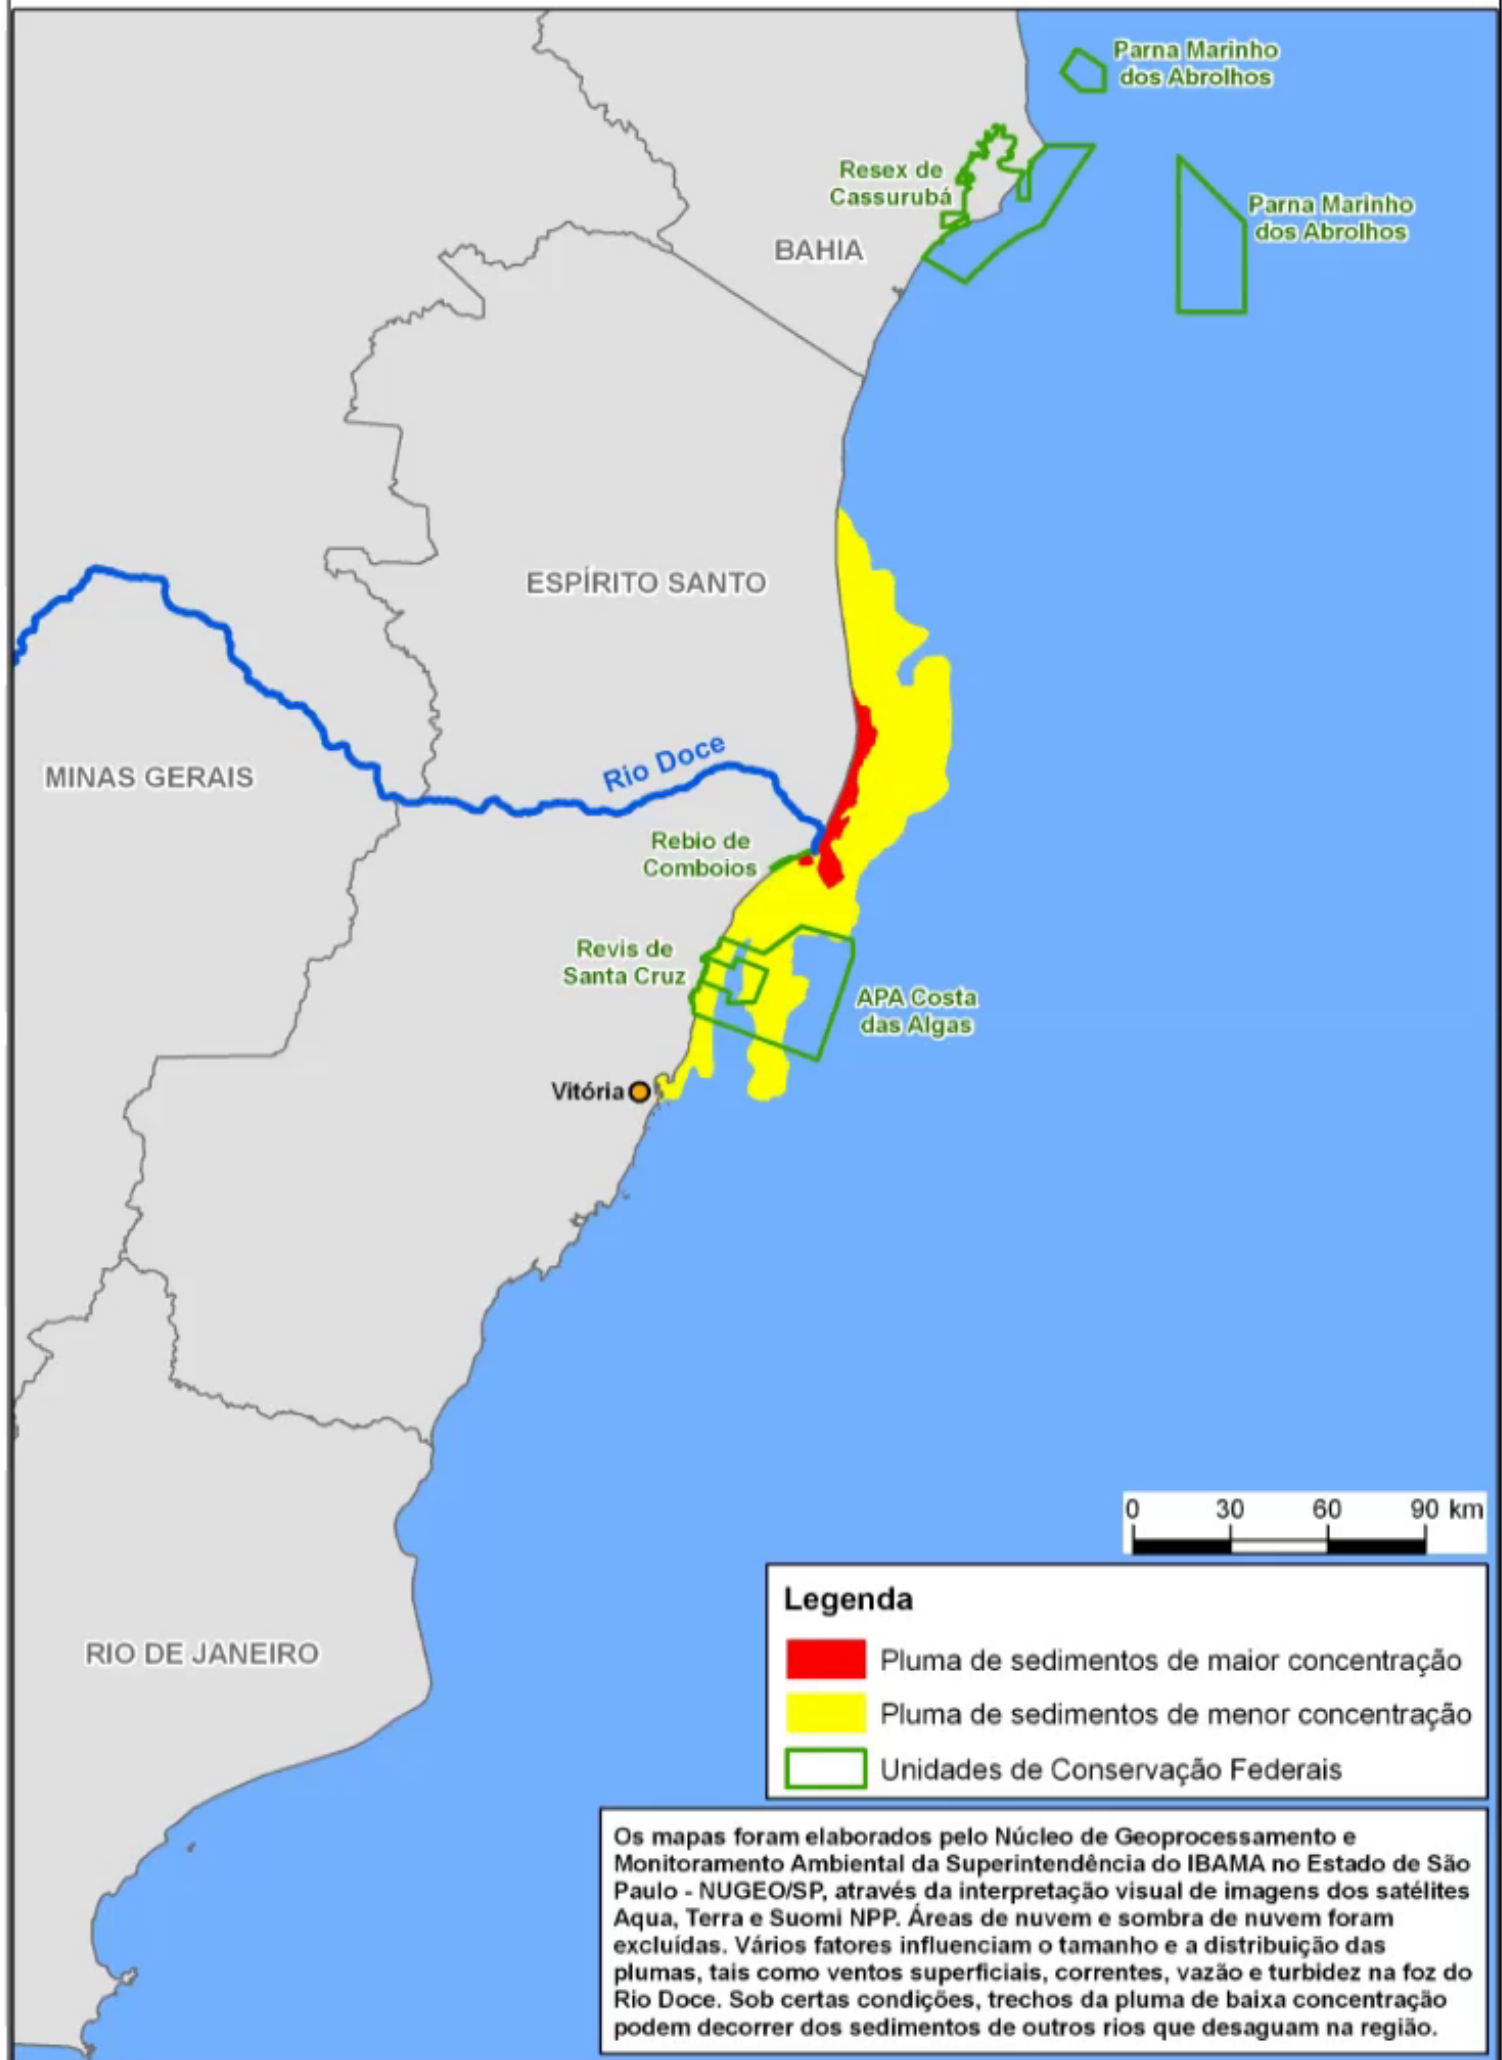 Parna Marinho
dos Abrolhos
Resex de
Cassurubá
Parna Marinho
dos Abrolhos
BAHIA
ESPÍRITO SANTO
MINAS GERAIS
Rio Doce
Rebio de
Comboios
Revis de
Santa Cruz
APA Costa
das Algas
Vitória
0 30 60 90 km
Legenda
Pluma de sedimentos de maior concentração
Pluma de sedimentos de menor concentração
Unidades de Conservação Federais
RIO DE JANEIRO
Os mapas foram elaborados pelo Núcleo de Geoprocessamento e
Monitoramento Ambiental da Superintendência do IBAMA no Estado de São
Paulo - NUGEO/SP, através da interpretação visual de imagens dos satélites
Aqua, Terra e Suomi NPP. Áreas de nuvem e sombra de nuvem foram
excluídas. Vários fatores influenciam o tamanho e a distribuição das
plumas, tais como ventos superficiais, correntes, vazão e turbidez na foz do
Rio Doce. Sob certas condições, trechos da pluma de baixa concentração
podem decorrer dos sedimentos de outros rios que desaguam na região.